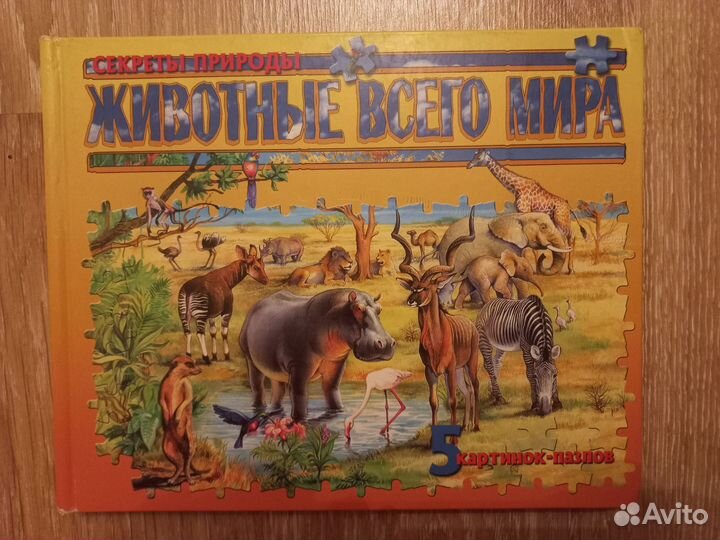 СЕКРЕТЫ ПРИРОДЫ
ЖИВОТНЫЕ ВСЕГО МИРА
5 картинок-пазлов
Avito